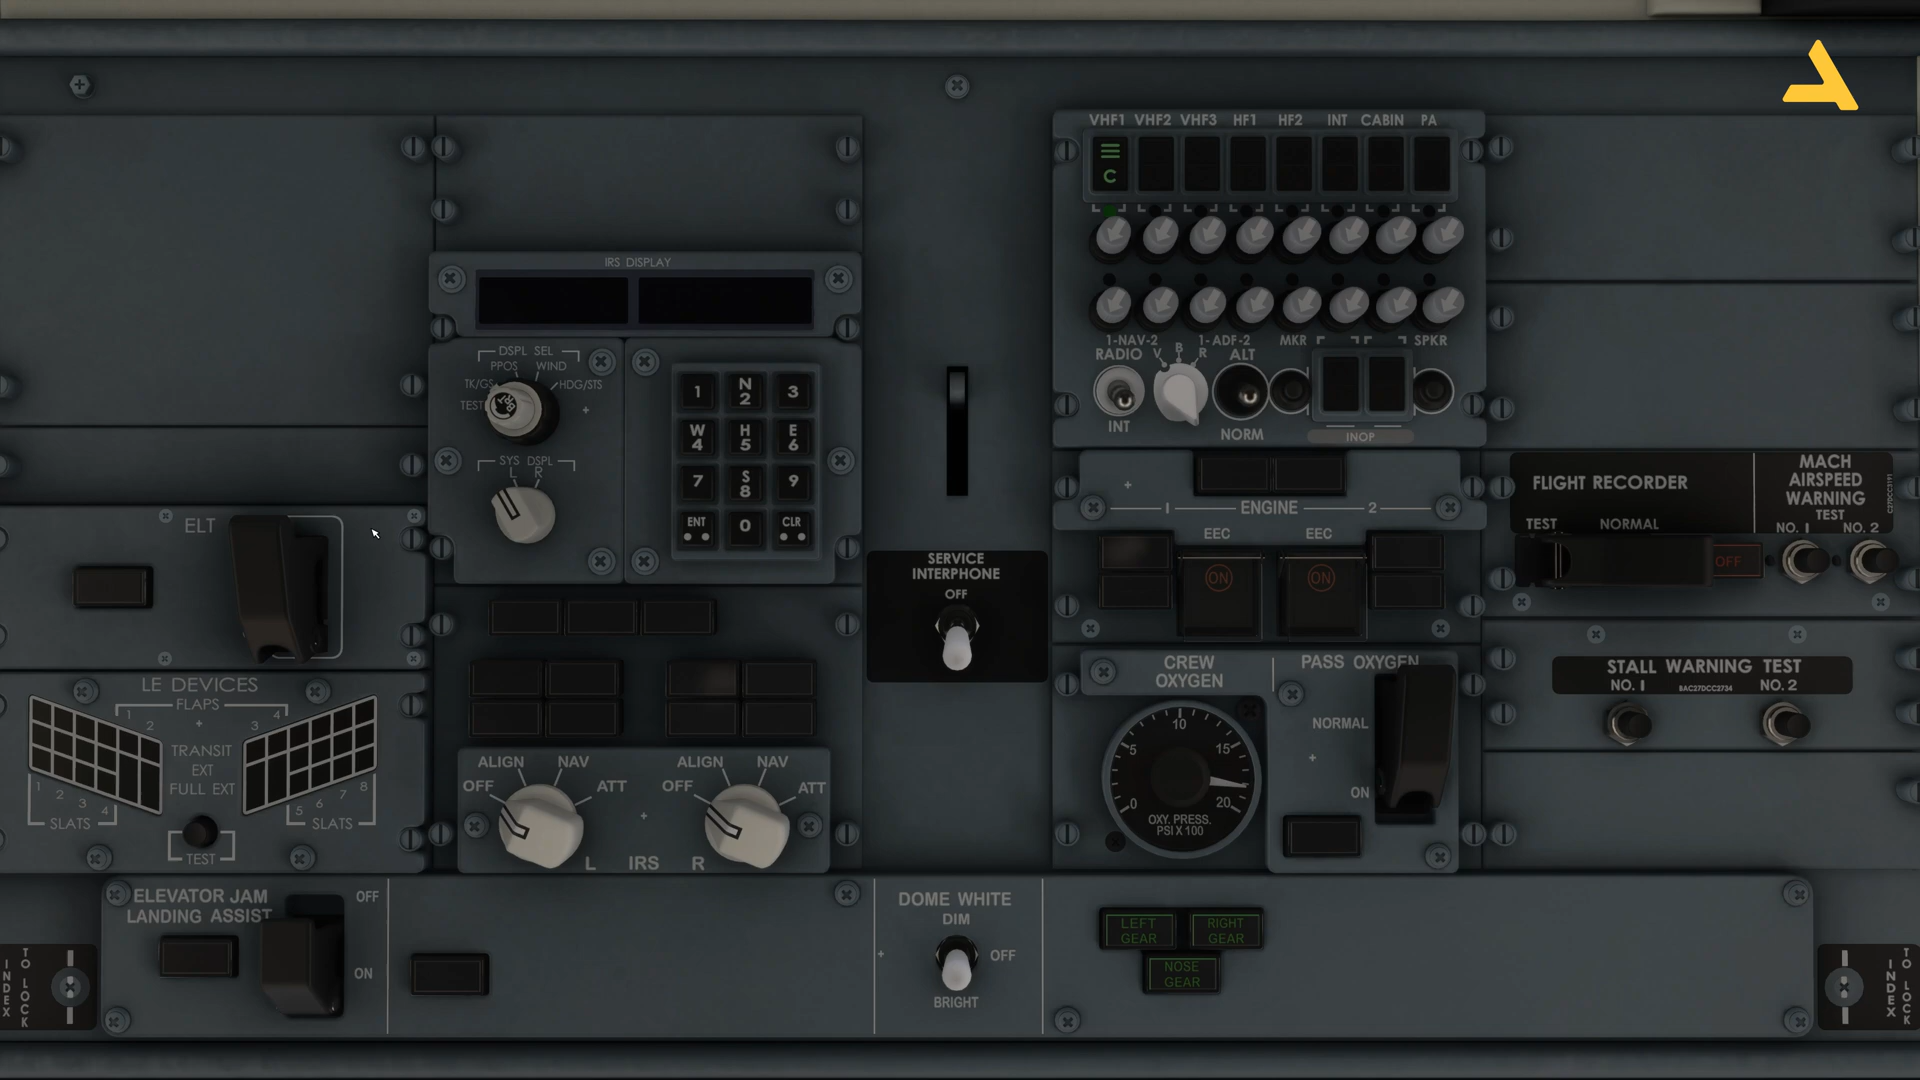 VHF1 VHF2 VHF3 HF1 HF2 INT CABIN PA
C
1-NAV-2 1-ADF-2 MKR SPKR
RADIO V B R ALT
INT NORM INOP
IRS DISPLAY
DSPL SEL
PPOS WIND
TK/GS HDG/STS
TEST
BRT
SYS DSPL
L R
1 N 2 3
W 4 H 5 E 6
7 S 8 9
ENT 0 CLR
ELT
LE DEVICES
FLAPS
1 2 3 4
TRANSIT
EXT
FULL EXT
1 2 3 4 5 6 7 8
SLATS SLATS
TEST
ALIGN NAV
OFF ATT
ALIGN NAV
OFF ATT
L IRS R
SERVICE
INTERPHONE
OFF
1 ENGINE 2
EEC EEC
ON ON
FLIGHT RECORDER
TEST NORMAL
OFF
MACH
AIRSPEED
WARNING
TEST
NO. 1 NO. 2
STALL WARNING TEST
NO. 1 BAC27DCC2734 NO. 2
CREW
OXYGEN
0 5 10 15 20
OXY. PRESS.
PSI X 100
PASS OXYGEN
NORMAL
ON
ELEVATOR JAM
LANDING ASSIST
OFF
ON
DOME WHITE
DIM
OFF
BRIGHT
LEFT
GEAR
RIGHT
GEAR
NOSE
GEAR
INDEX
TO LOCK
INDEX
TO LOCK